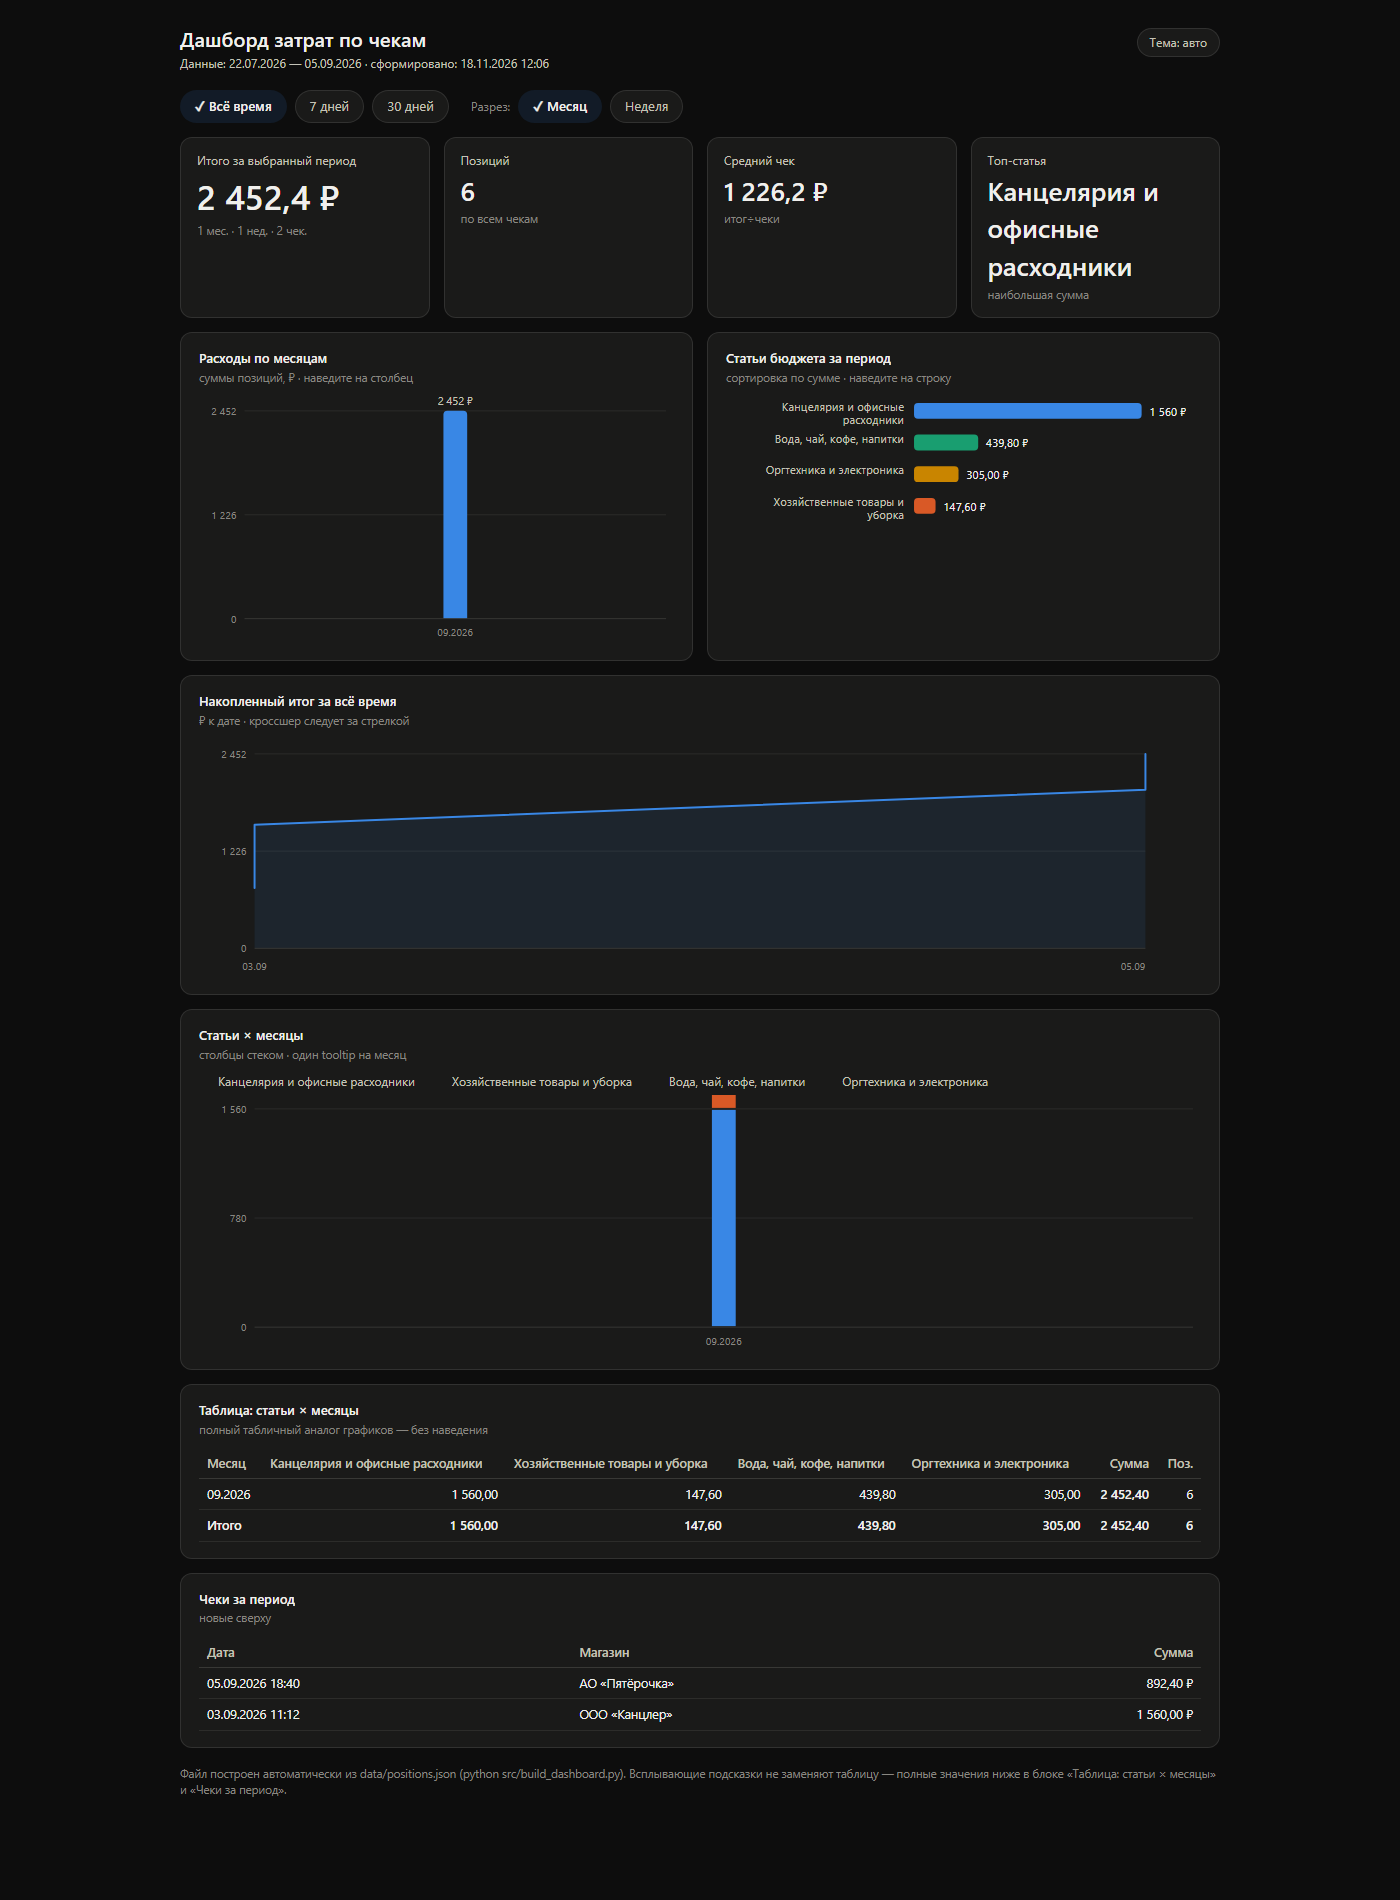 Дашборд затрат по чекам
Тема: авто
Данные: 22.07.2026 — 05.09.2026 · сформировано: 18.11.2026 12:06
✓ Всё время
7 дней
30 дней
Разрез:
✓ Месяц
Неделя
Итого за выбранный период
2 452,4 ₽
1 мес. · 1 нед. · 2 чек.
Позиций
6
по всем чекам
Средний чек
1 226,2 ₽
итог÷чеки
Топ-статья
Канцелярия и
офисные
расходники
наибольшая сумма
Расходы по месяцам
суммы позиций, ₽ · наведите на столбец
2 452 ₽
2 452
1 226
0
09.2026
Статьи бюджета за период
сортировка по сумме · наведите на строку
Канцелярия и офисные
расходники
1 560 ₽
Вода, чай, кофе, напитки
439,80 ₽
Оргтехника и электроника
305,00 ₽
Хозяйственные товары и
уборка
147,60 ₽
Накопленный итог за всё время
₽ к дате · кроссшер следует за стрелкой
2 452
1 226
0
03.09
05.09
Статьи × месяцы
столбцы стеком · один tooltip на месяц
Канцелярия и офисные расходники
Хозяйственные товары и уборка
Вода, чай, кофе, напитки
Оргтехника и электроника
1 560
780
0
09.2026
Таблица: статьи × месяцы
полный табличный аналог графиков — без наведения
Месяц Канцелярия и офисные расходники Хозяйственные товары и уборка Вода, чай, кофе, напитки Оргтехника и электроника Сумма Поз.
09.2026 1 560,00 147,60 439,80 305,00 2 452,40 6
Итого 1 560,00 147,60 439,80 305,00 2 452,40 6
Чеки за период
новые сверху
Дата Магазин Сумма
05.09.2026 18:40 АО «Пятёрочка» 892,40 ₽
03.09.2026 11:12 ООО «Канцлер» 1 560,00 ₽
Файл построен автоматически из data/positions.json (python src/build_dashboard.py). Всплывающие подсказки не заменяют таблицу — полные значения ниже в блоке «Таблица: статьи × месяцы»
и «Чеки за период».